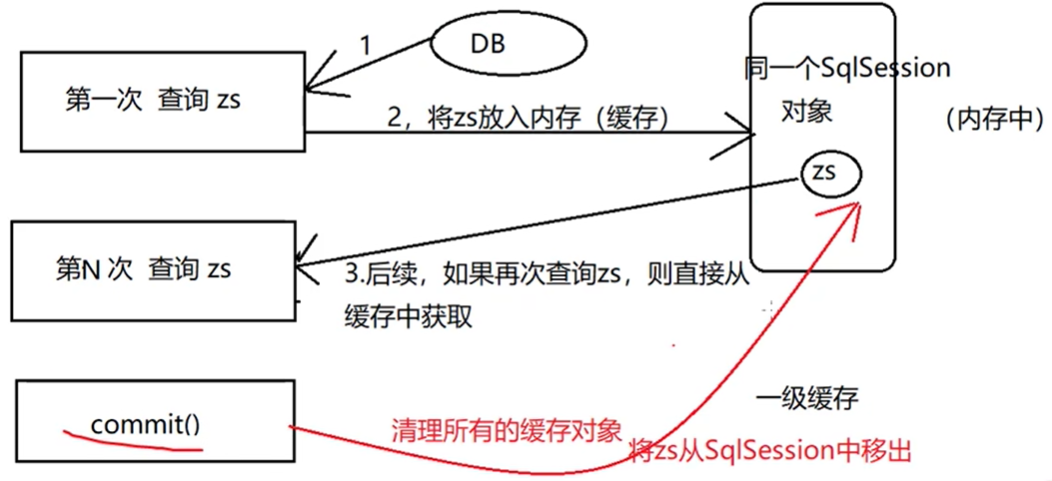 1
DB
第一次 查询 zs
2，将zs放入内存（缓存）
同一个SqlSession
对象
（内存中）
zs
第N 次 查询 zs
3.后续，如果再次查询zs，则直接从
缓存中获取
commit()
清理所有的缓存对象
一级缓存
将zs从SqlSession中移出